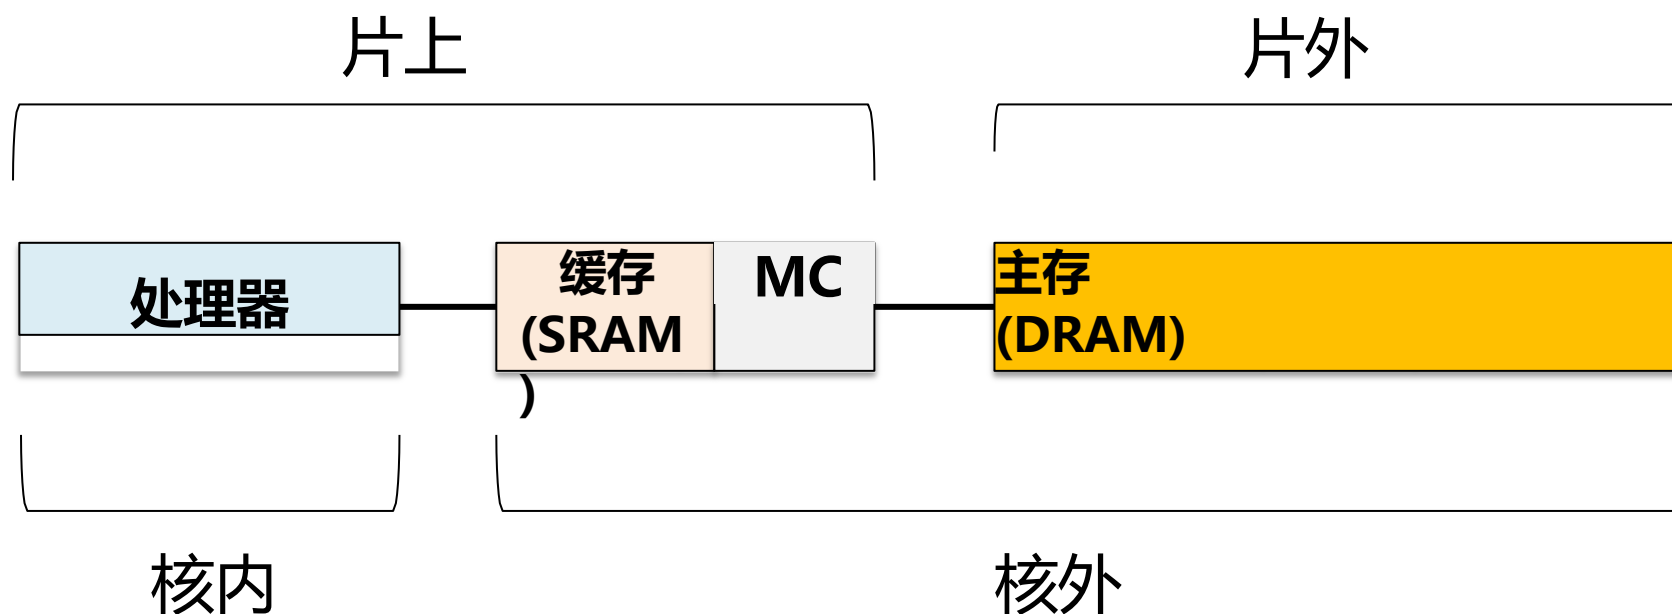 片上
片外
处理器
缓存
(SRAM
)
MC
主存
(DRAM)
核内
核外